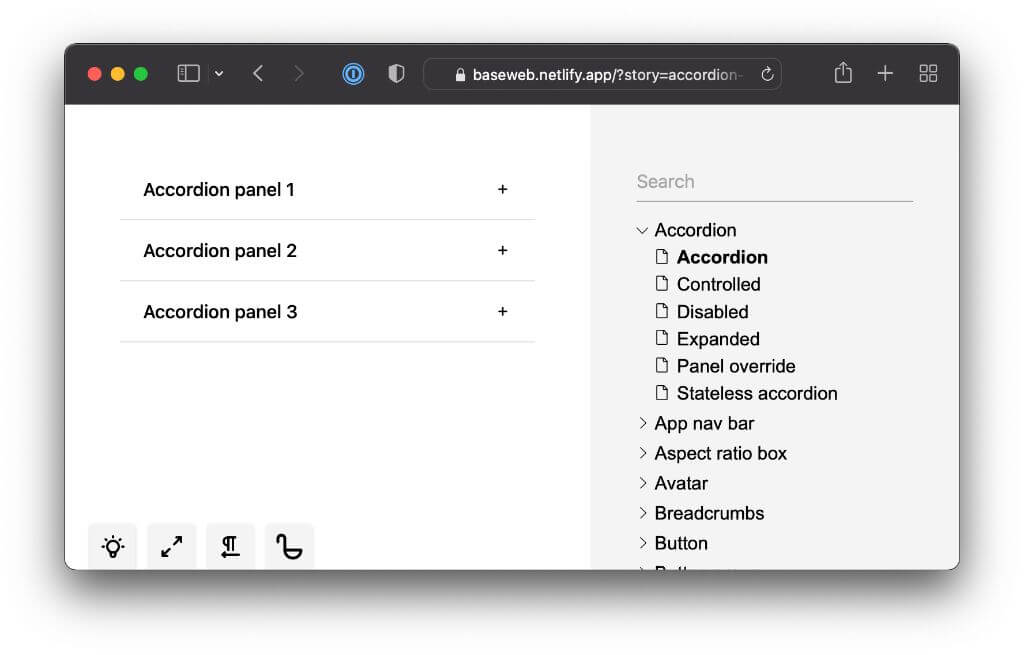 baseweb.netlify.app/?story=accordion-
Accordion panel 1 +
Accordion panel 2 +
Accordion panel 3 +
Search
Accordion
Accordion
Controlled
Disabled
Expanded
Panel override
Stateless accordion
App nav bar
Aspect ratio box
Avatar
Breadcrumbs
Button